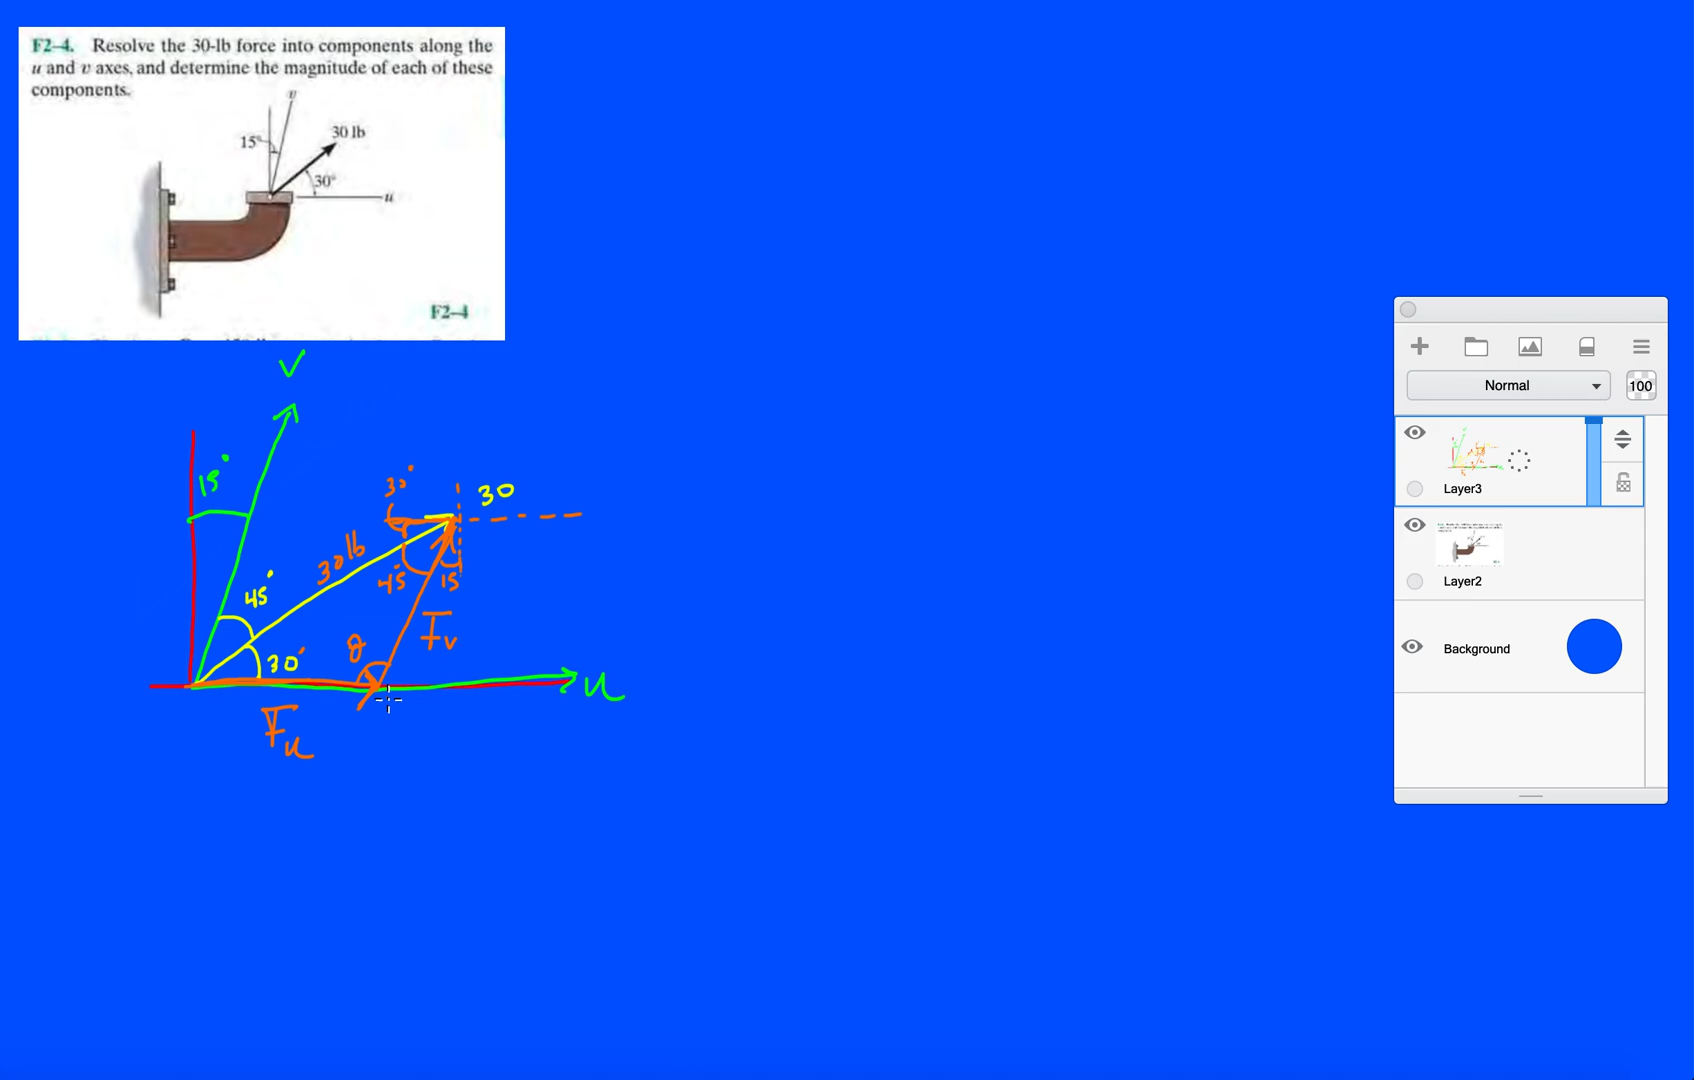 F2–4. Resolve the 30-lb force into components along the
u and v axes, and determine the magnitude of each of these
components.
v
15°
30 lb
30°
u
F2–4
v
15°
30°
30
30 lb
45°
45
15
Fv
θ
30°
u
Fu
Normal
100
Layer3
Layer2
Background